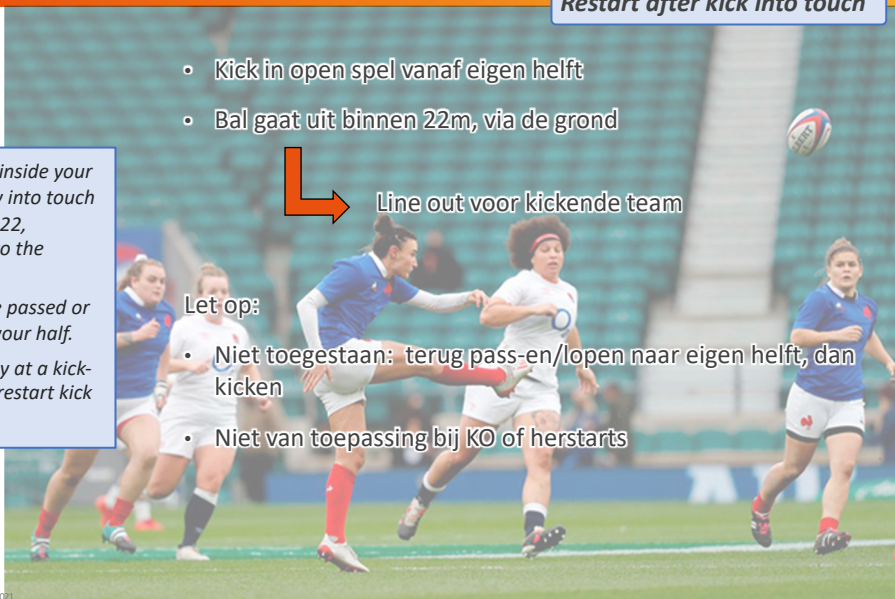 Restart after kick into touch
• Kick in open spel vanaf eigen helft
• Bal gaat uit binnen 22m, via de grond
inside your
into touch
22,
o the
passed or
your half.
y at a kick-
restart kick
Line out voor kickende team
Let op:
• Niet toegestaan: terug pass-en/lopen naar eigen helft, dan
kicken
• Niet van toepassing bij KO of herstarts